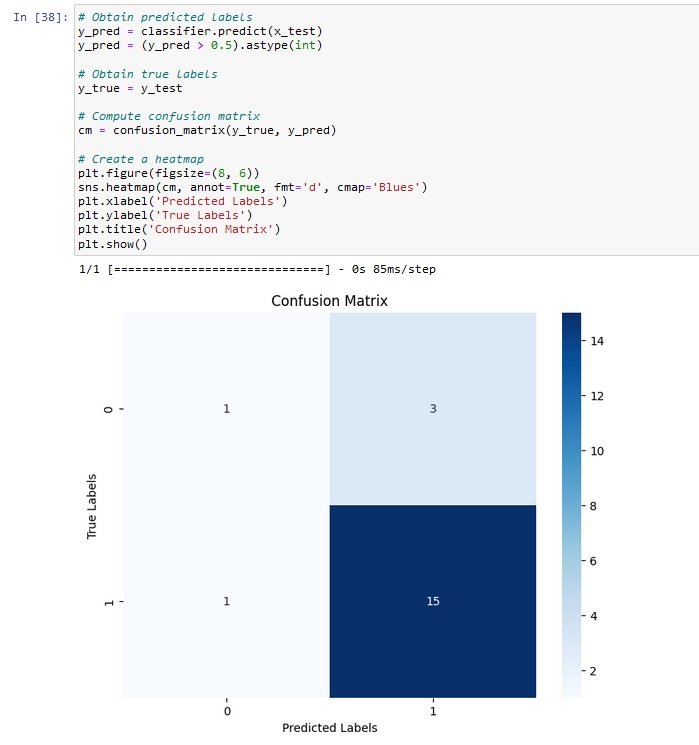 In [38]: # Obtain predicted labels
y_pred = classifier.predict(x_test)
y_pred = (y_pred > 0.5).astype(int)
# Obtain true labels
y_true = y_test
# Compute confusion matrix
cm = confusion_matrix(y_true, y_pred)
# Create a heatmap
plt.figure(figsize=(8, 6))
sns.heatmap(cm, annot=True, fmt='d', cmap='Blues')
plt.xlabel('Predicted Labels')
plt.ylabel('True Labels')
plt.title('Confusion Matrix')
plt.show()
1/1 [==============================] - 0s 85ms/step
Confusion Matrix
14
12
10
8
6
4
2
0
1 3
True Labels
1
1 15
0 1
Predicted Labels